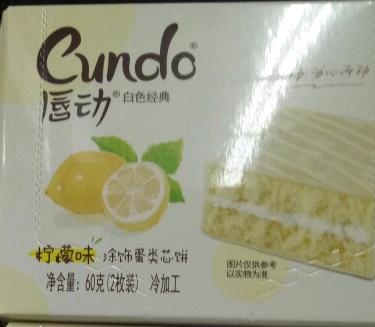 Cundo®
唇动®白色经典
柠檬味 涂饰蛋类芯饼
净含量：60克(2枚装) 冷加工
图片仅供参考
以实物为准